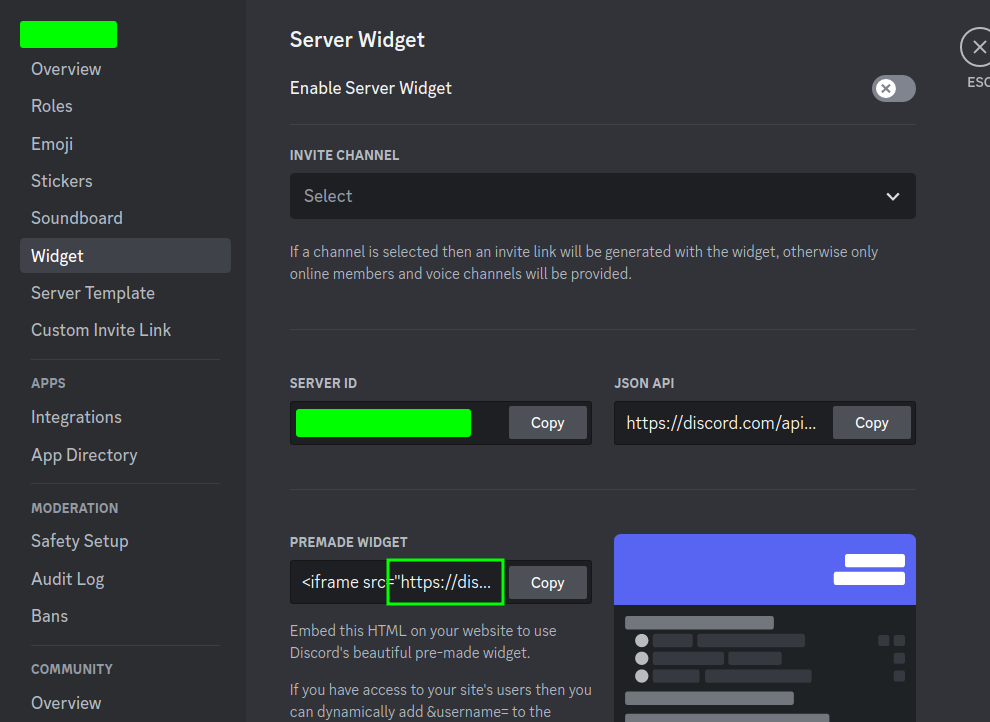 Overview
Roles
Emoji
Stickers
Soundboard
Widget
Server Template
Custom Invite Link
APPS
Integrations
App Directory
MODERATION
Safety Setup
Audit Log
Bans
COMMUNITY
Overview
Server Widget
Enable Server Widget
ESC
INVITE CHANNEL
Select
If a channel is selected then an invite link will be generated with the widget, otherwise only
online members and voice channels will be provided.
SERVER ID
Copy
JSON API
https://discord.com/api...
Copy
PREMADE WIDGET
<iframe src="https://dis...
Copy
Embed this HTML on your website to use
Discord's beautiful pre-made widget.
If you have access to your site's users then you
can dynamically add &username= to the